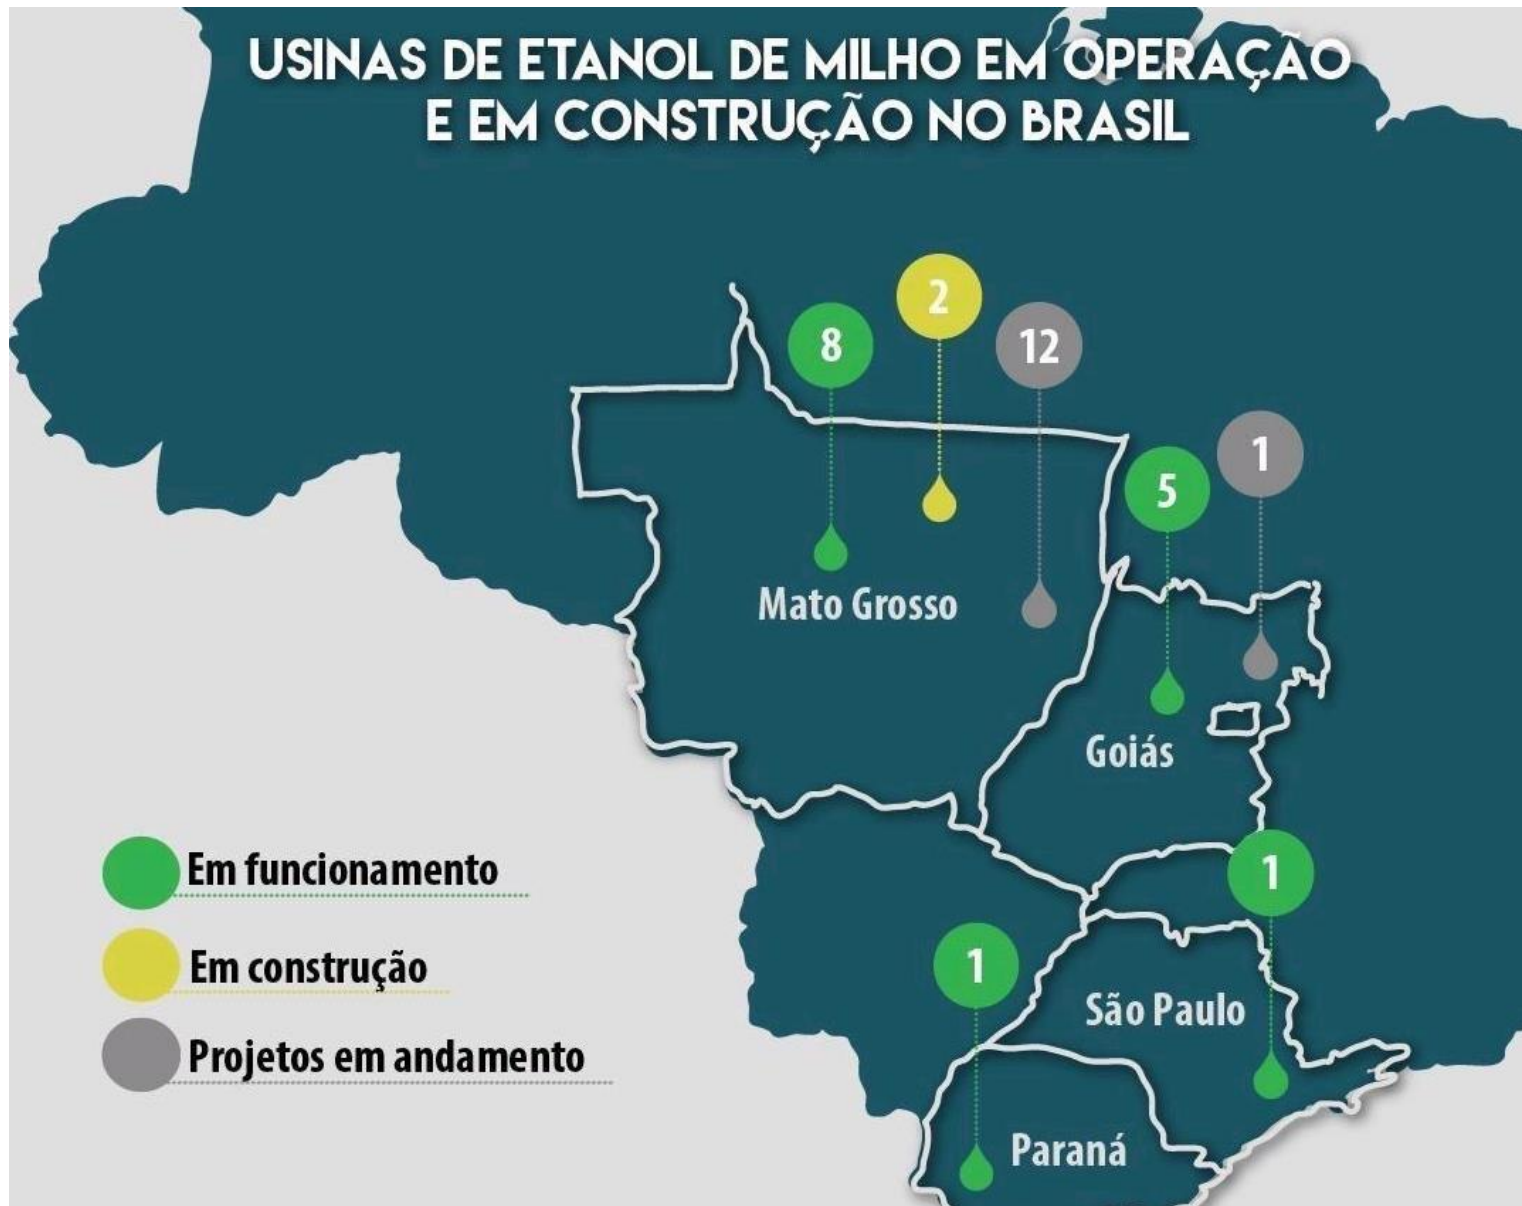 USINAS DE ETANOL DE MILHO EM OPERAÇÃO
E EM CONSTRUÇÃO NO BRASIL
2
8
12
1
5
Mato Grosso
Goiás
1
Em funcionamento
1
Em construção
São Paulo
Projetos em andamento
Paraná